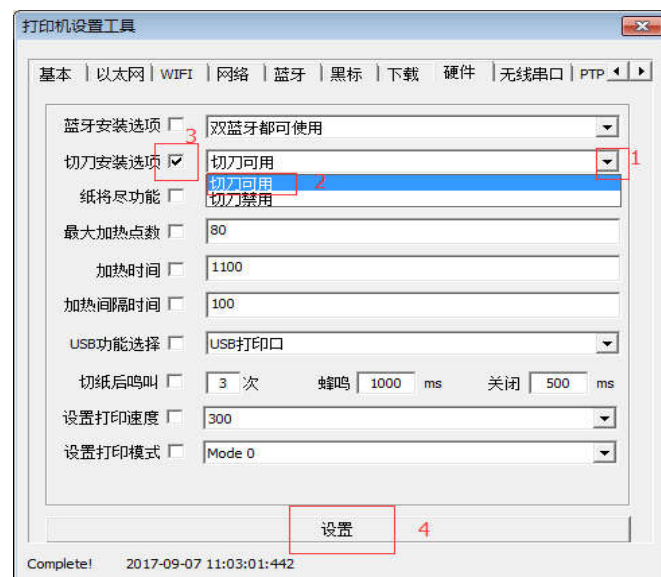 打印机设置工具
基本 以太网 WIFI 网络 蓝牙 黑标 下载 硬件 无线串口 PTP
蓝牙安装选项 双蓝牙都可使用
3
切刀安装选项 切刀可用 1
切刀可用 2
纸将尽功能 切刀禁用
最大加热点数 80
加热时间 1100
加热间隔时间 100
USB功能选择 USB打印口
切纸后鸣叫 3 次 蜂鸣 1000 ms 关闭 500 ms
设置打印速度 300
设置打印模式 Mode 0
设置 4
Complete! 2017-09-07 11:03:01:442